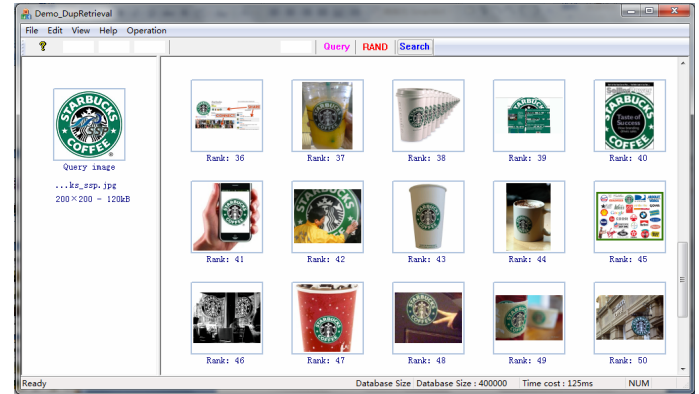 Demo_DupRetrieval
File Edit View Help Operation
? Query RAND Search
STARBUCKS
COFFEE
Query image
...ks_ssp.jpg
200×200 - 120kB
Taste of
Success
Rank: 36 Rank: 37 Rank: 38 Rank: 39 Rank: 40
Rank: 41 Rank: 42 Rank: 43 Rank: 44 Rank: 45
Rank: 46 Rank: 47 Rank: 48 Rank: 49 Rank: 50
Ready Database Size Database Size : 400000 Time cost : 125ms NUM